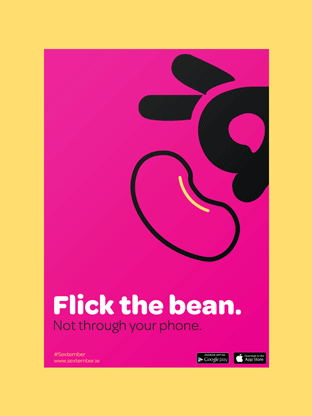 Flick the bean.
Not through your phone.
#Sextember
www.sextember.ie
Google play
App Store